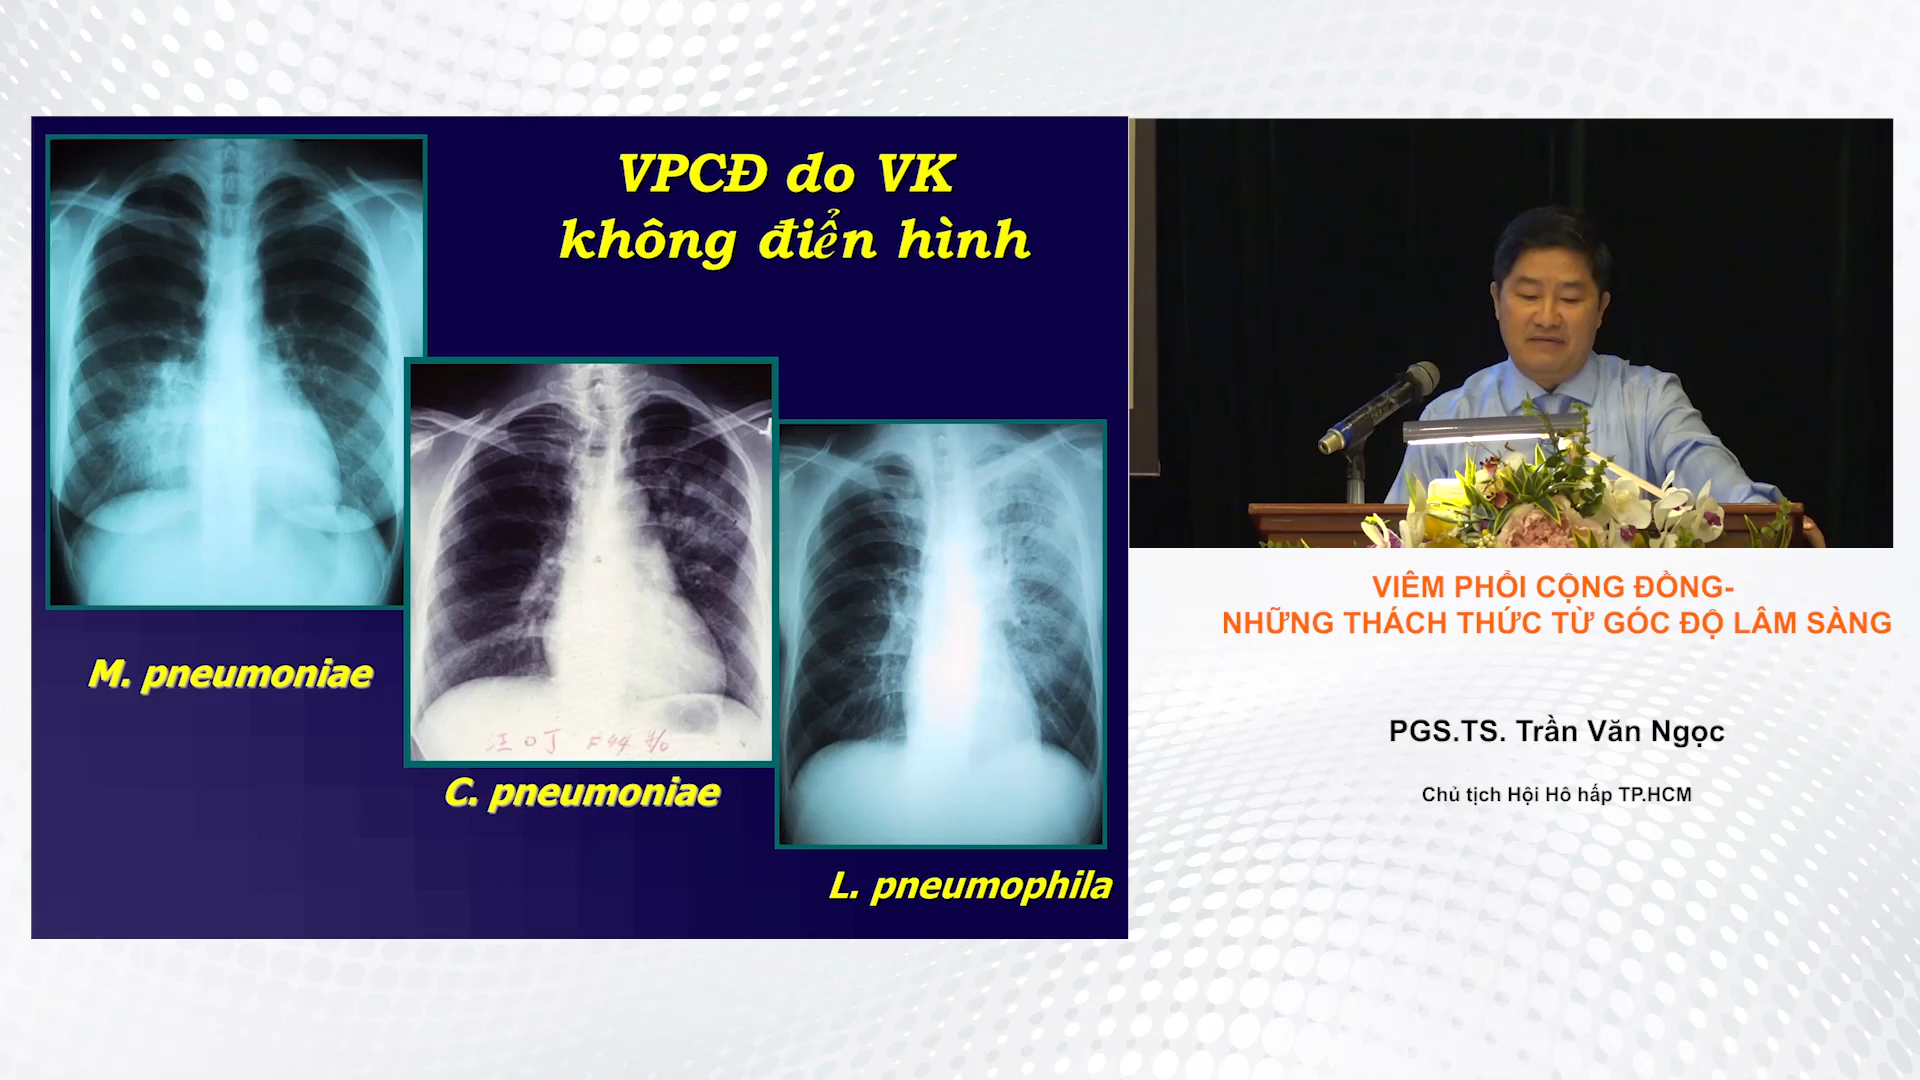 VPCĐ do VK
không điển hình
M. pneumoniae
C. pneumoniae
L. pneumophila
VIÊM PHỔI CỘNG ĐỒNG-
NHỮNG THÁCH THỨC TỪ GÓC ĐỘ LÂM SÀNG
PGS.TS. Trần Văn Ngọc
Chủ tịch Hội Hô hấp TP.HCM